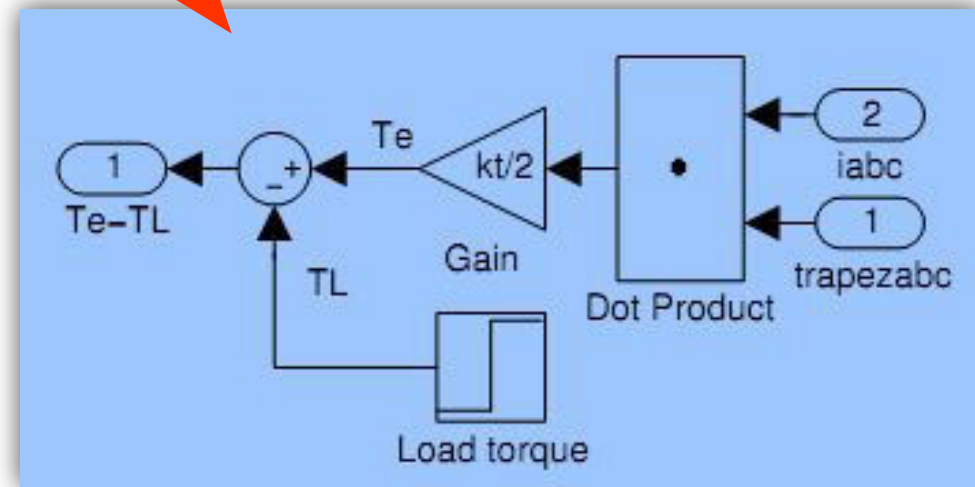 2
iabc
1
trapezabc
Dot Product
kt/2
Gain
Te
+
−
1
Te−TL
TL
Load torque